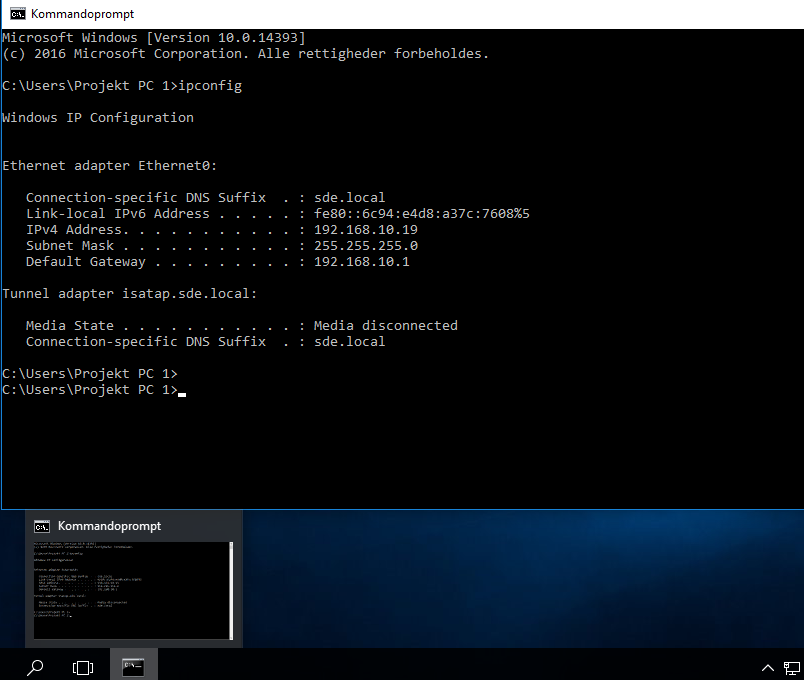 Kommandoprompt
Microsoft Windows [Version 10.0.14393]
(c) 2016 Microsoft Corporation. Alle rettigheder forbeholdes.
C:\Users\Projekt PC 1>ipconfig
Windows IP Configuration
Ethernet adapter Ethernet0:
Connection-specific DNS Suffix . : sde.local
Link-local IPv6 Address . . . . . : fe80::6c94:e4d8:a37c:7608%5
IPv4 Address. . . . . . . . . . . : 192.168.10.19
Subnet Mask . . . . . . . . . . . : 255.255.255.0
Default Gateway . . . . . . . . . : 192.168.10.1
Tunnel adapter isatap.sde.local:
Media State . . . . . . . . . . . : Media disconnected
Connection-specific DNS Suffix . : sde.local
C:\Users\Projekt PC 1>
C:\Users\Projekt PC 1>
Kommandoprompt